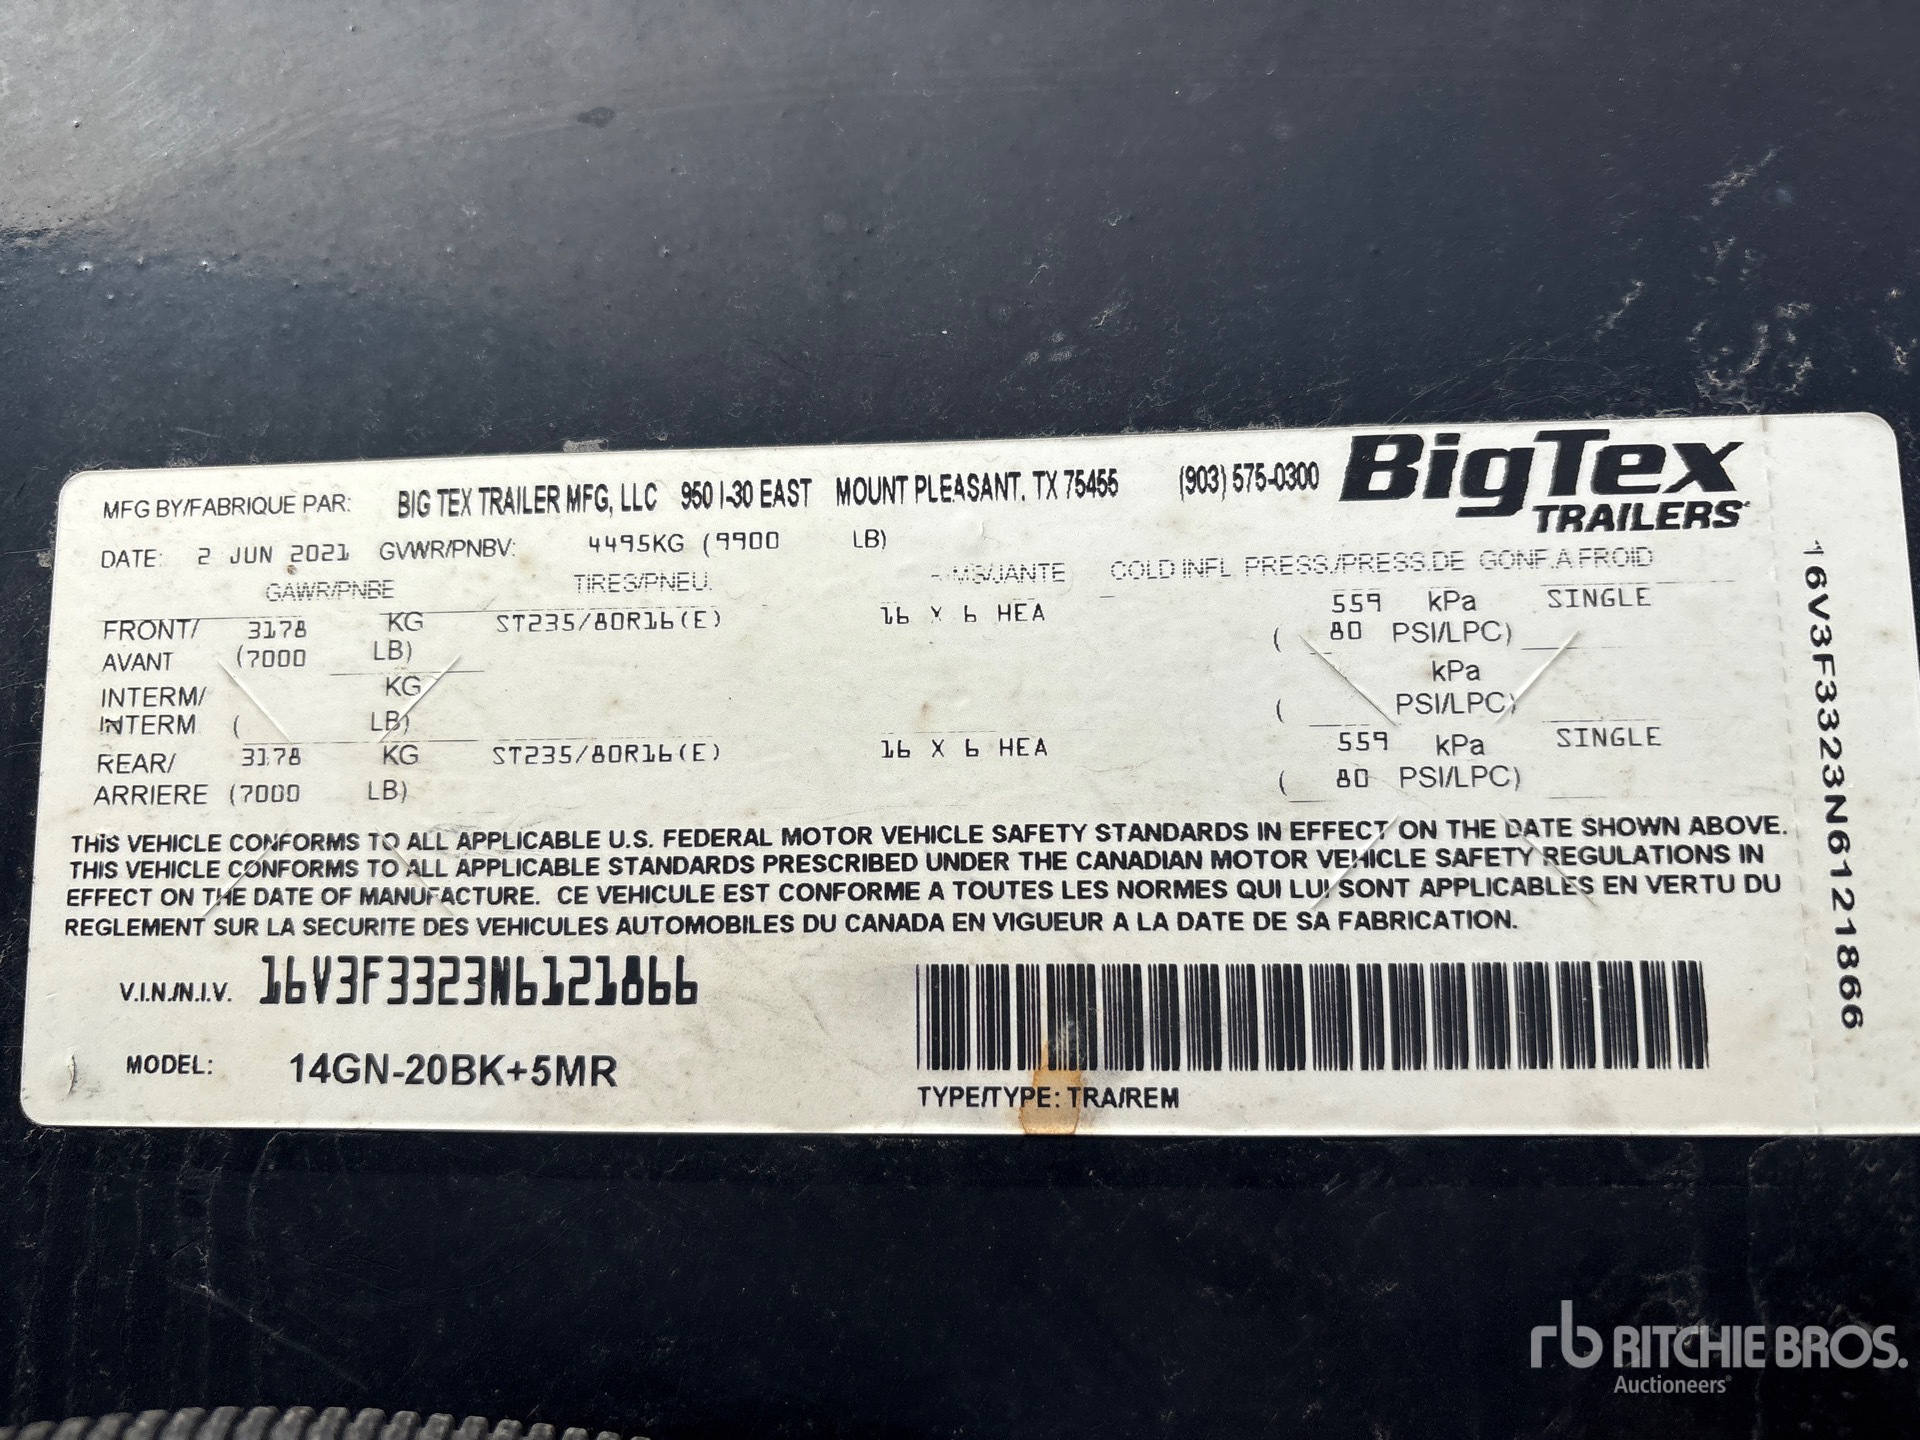 MFG BY/FABRIQUE PAR: BIG TEX TRAILER MFG, LLC 950 I-30 EAST MOUNT PLEASANT, TX 75455 (903) 575-0300 BigTex
TRAILERS
DATE: 2 JUN 2021 GVWR/PNBV: 4495KG (9900 LB)
GAWR/PNBE TIRES/PNEU. RIMS/JANTE COLD INFL. PRESS./PRESS.DE GONF.A FROID
FRONT/ 3178 KG ST235/80R16(E) 16 X 6 HEA 559 kPa SINGLE
AVANT (7000 LB) ( 80 PSI/LPC)
INTERM/ KG kPa
INTERM ( LB) ( PSI/LPC)
REAR/ 3178 KG ST235/80R16(E) 16 X 6 HEA 559 kPa SINGLE
ARRIERE (7000 LB) ( 80 PSI/LPC)
THIS VEHICLE CONFORMS TO ALL APPLICABLE U.S. FEDERAL MOTOR VEHICLE SAFETY STANDARDS IN EFFECT ON THE DATE SHOWN ABOVE.
THIS VEHICLE CONFORMS TO ALL APPLICABLE STANDARDS PRESCRIBED UNDER THE CANADIAN MOTOR VEHICLE SAFETY REGULATIONS IN
EFFECT ON THE DATE OF MANUFACTURE. CE VEHICULE EST CONFORME A TOUTES LES NORMES QUI LUI SONT APPLICABLES EN VERTU DU
REGLEMENT SUR LA SECURITE DES VEHICULES AUTOMOBILES DU CANADA EN VIGUEUR A LA DATE DE SA FABRICATION.
V.I.N./N.I.V. 16V3F3323N6121866
MODEL: 14GN-20BK+5MR
TYPE/TYPE: TRA/REM
16V3F3323N6121866
rb RITCHIE BROS.
Auctioneers